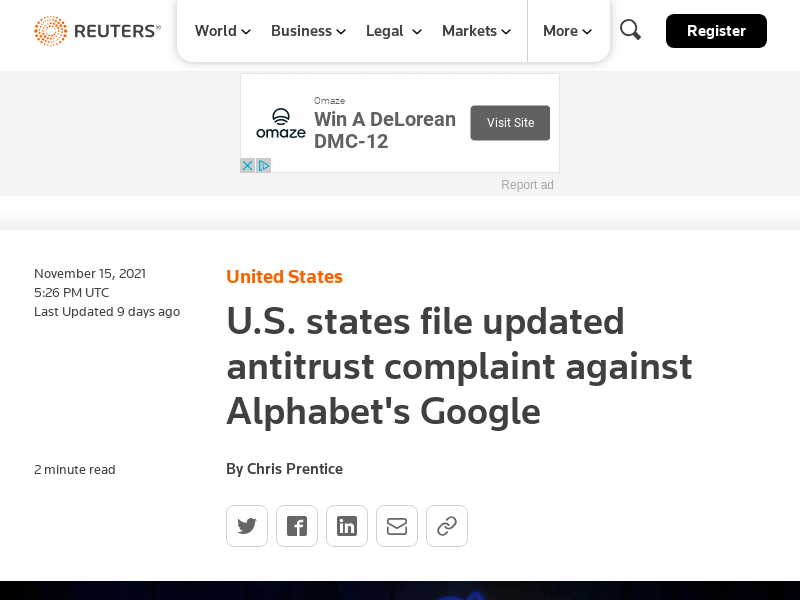 REUTERS®
World
Business
Legal
Markets
More
Register
Omaze
omaze
Win A DeLorean
DMC-12
Visit Site
Report ad
November 15, 2021
5:26 PM UTC
Last Updated 9 days ago
United States
U.S. states file updated
antitrust complaint against
Alphabet's Google
2 minute read
By Chris Prentice